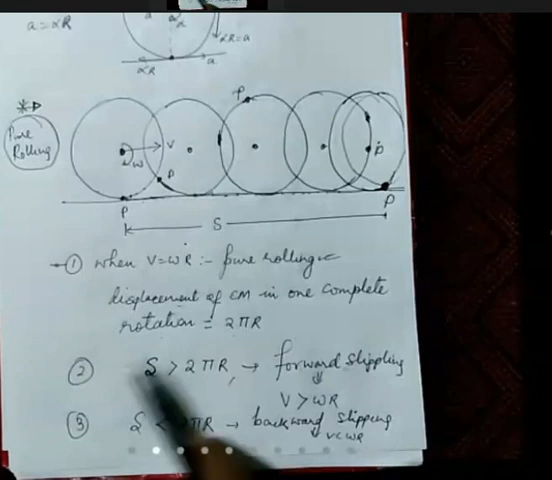 a = αR
a
α
αR = a
αR
a
Pure
Rolling
P
v
ω
P
P
P
P
S
① when V = ωR :- Pure rolling
displacement of CM in one complete
rotation = 2πR
② S > 2πR → forward slippling
V > ωR
③ S < 2πR → backward slipping
V < ωR